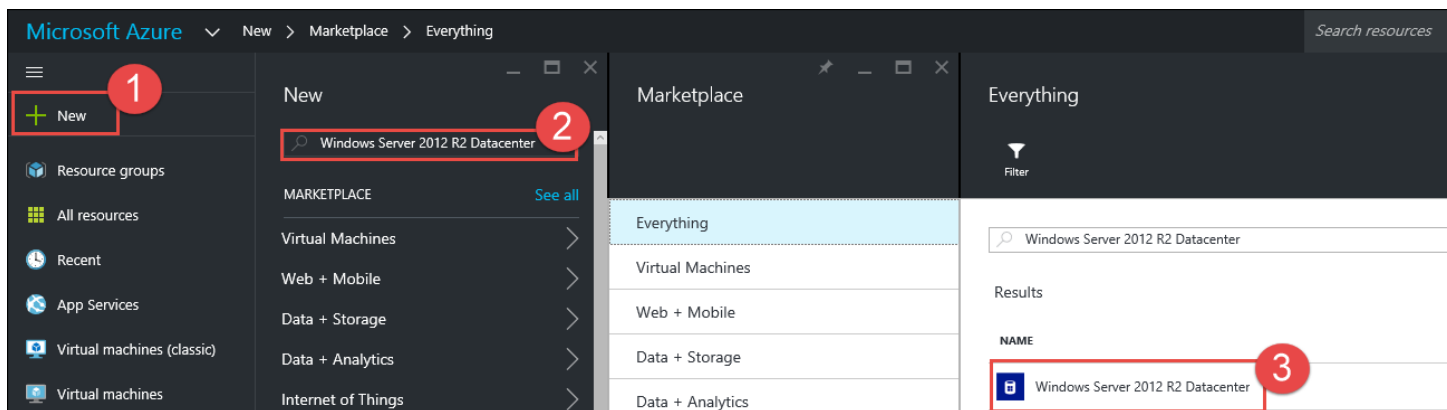 Microsoft Azure New > Marketplace > Everything Search resources
1
New
Resource groups
All resources
Recent
App Services
Virtual machines (classic)
Virtual machines
New
2
Windows Server 2012 R2 Datacenter
MARKETPLACE See all
Virtual Machines
Web + Mobile
Data + Storage
Data + Analytics
Internet of Things
Marketplace
Everything
Virtual Machines
Web + Mobile
Data + Storage
Data + Analytics
Everything
Filter
Windows Server 2012 R2 Datacenter
Results
NAME
3
Windows Server 2012 R2 Datacenter